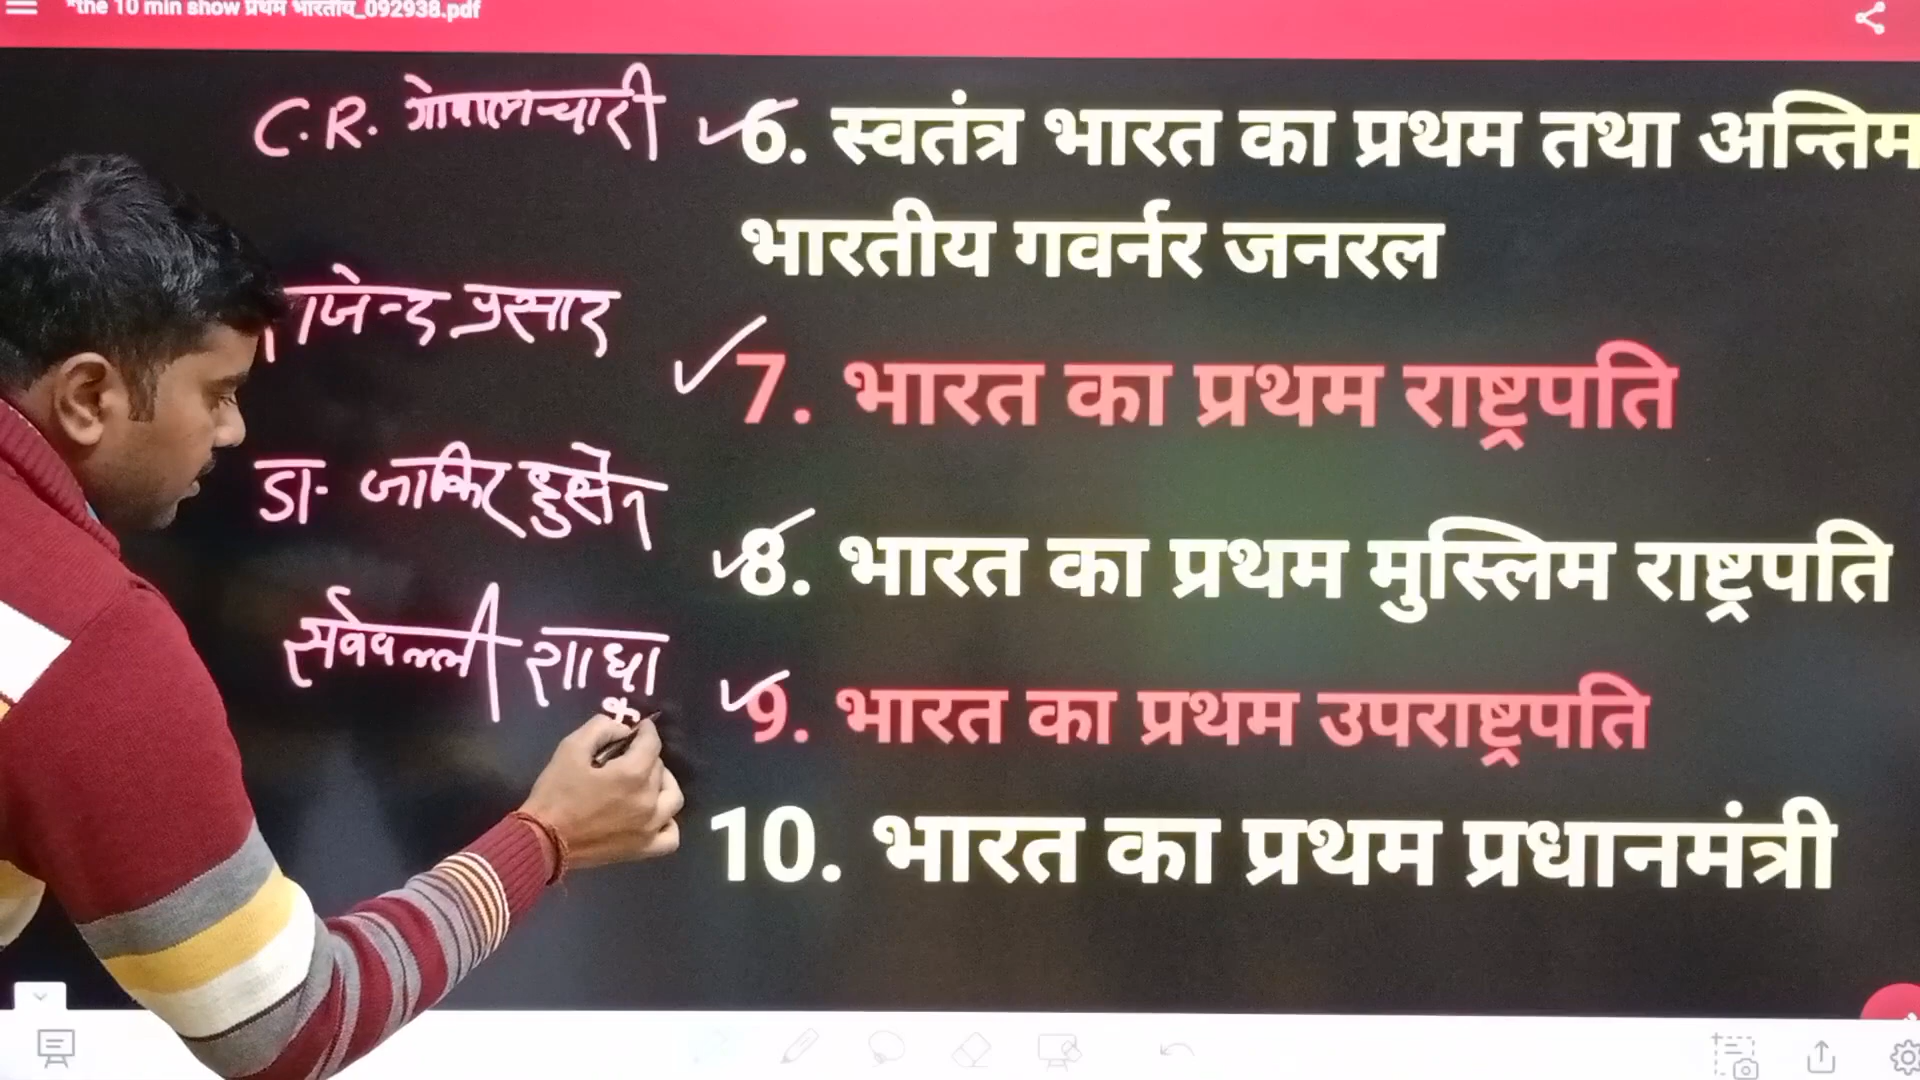 *the 10 min show प्रथम भारतीय_092938.pdf
C.R. गोपालाचारी
6. स्वतंत्र भारत का प्रथम तथा अन्तिम
भारतीय गवर्नर जनरल
राजेन्द्र प्रसाद
7. भारत का प्रथम राष्ट्रपति
डा. जाकिर हुसैन
8. भारत का प्रथम मुस्लिम राष्ट्रपति
सर्वपल्ली
9. भारत का प्रथम उपराष्ट्रपति
10. भारत का प्रथम प्रधानमंत्री